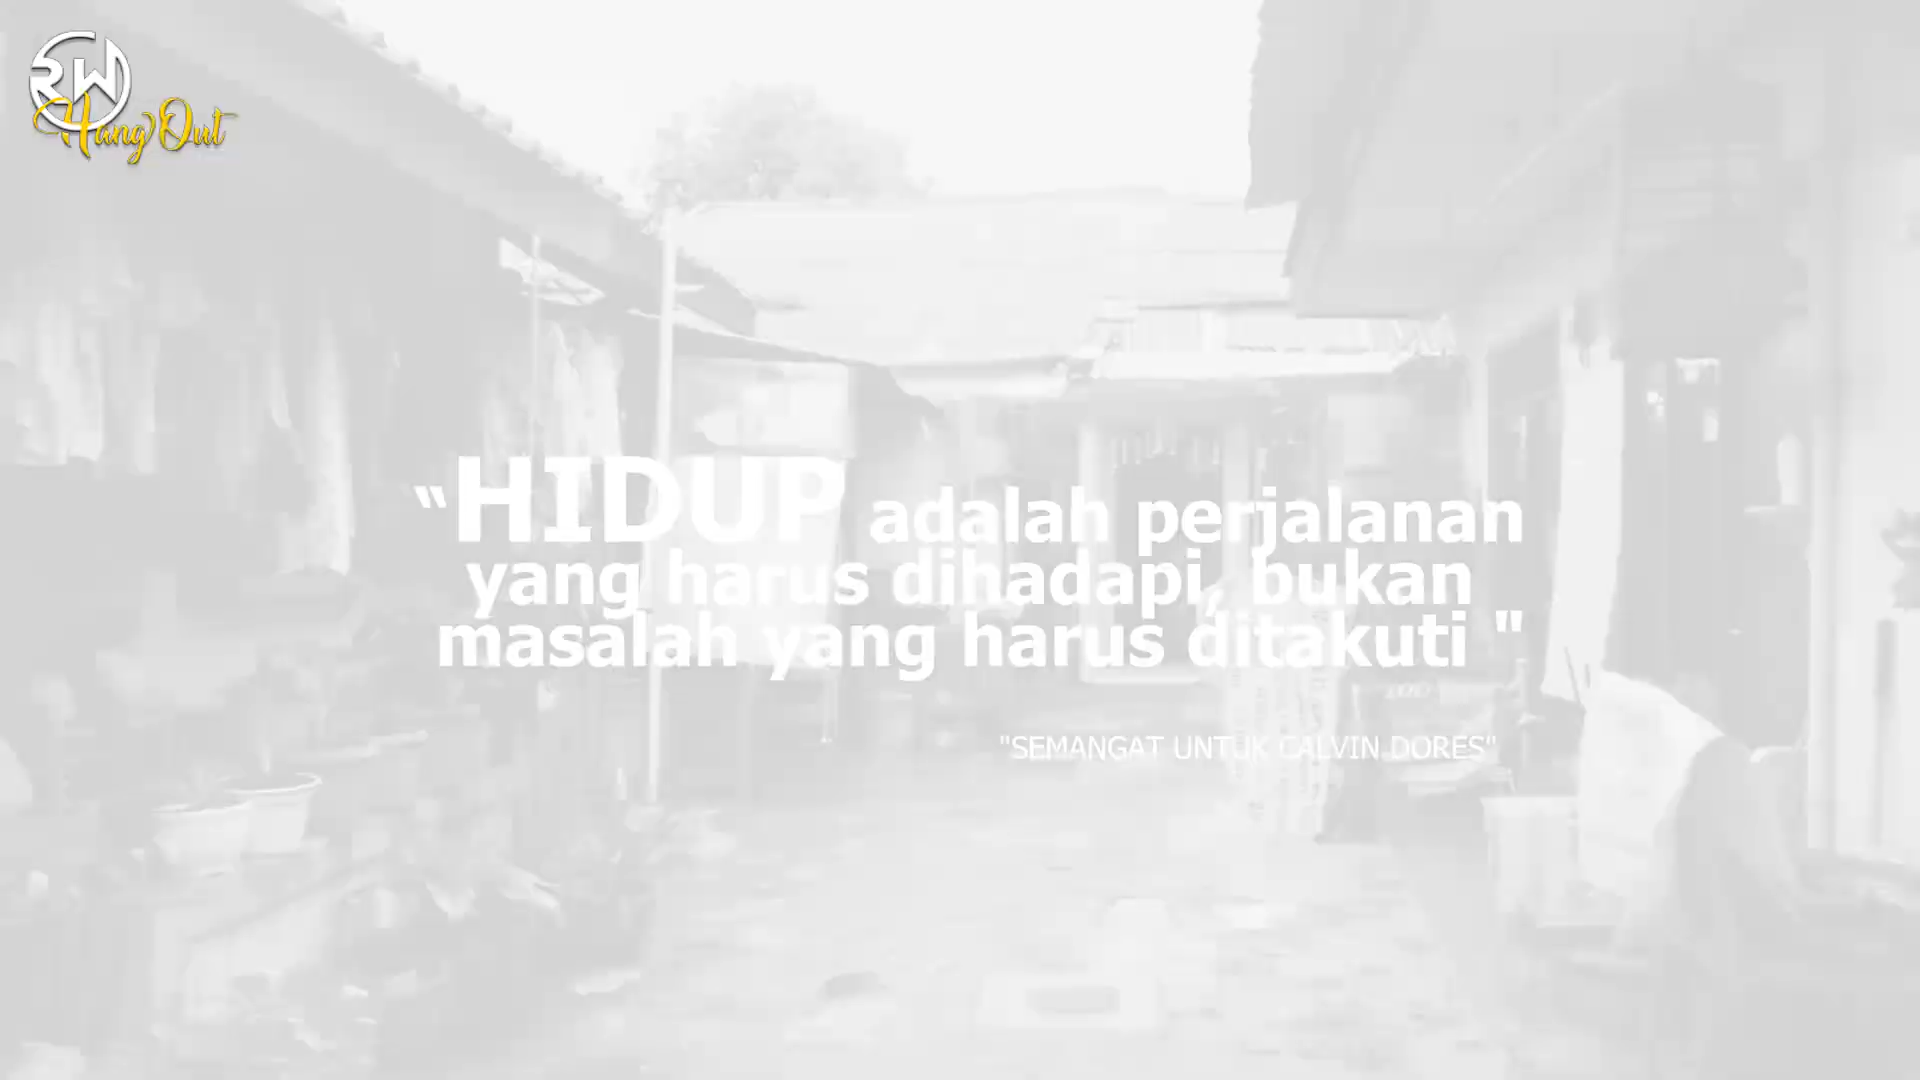 RW
Hang Out
“HIDUP adalah perjalanan
yang harus dihadapi, bukan
masalah yang harus ditakuti "
"SEMANGAT UNTUK CALVIN DORES"